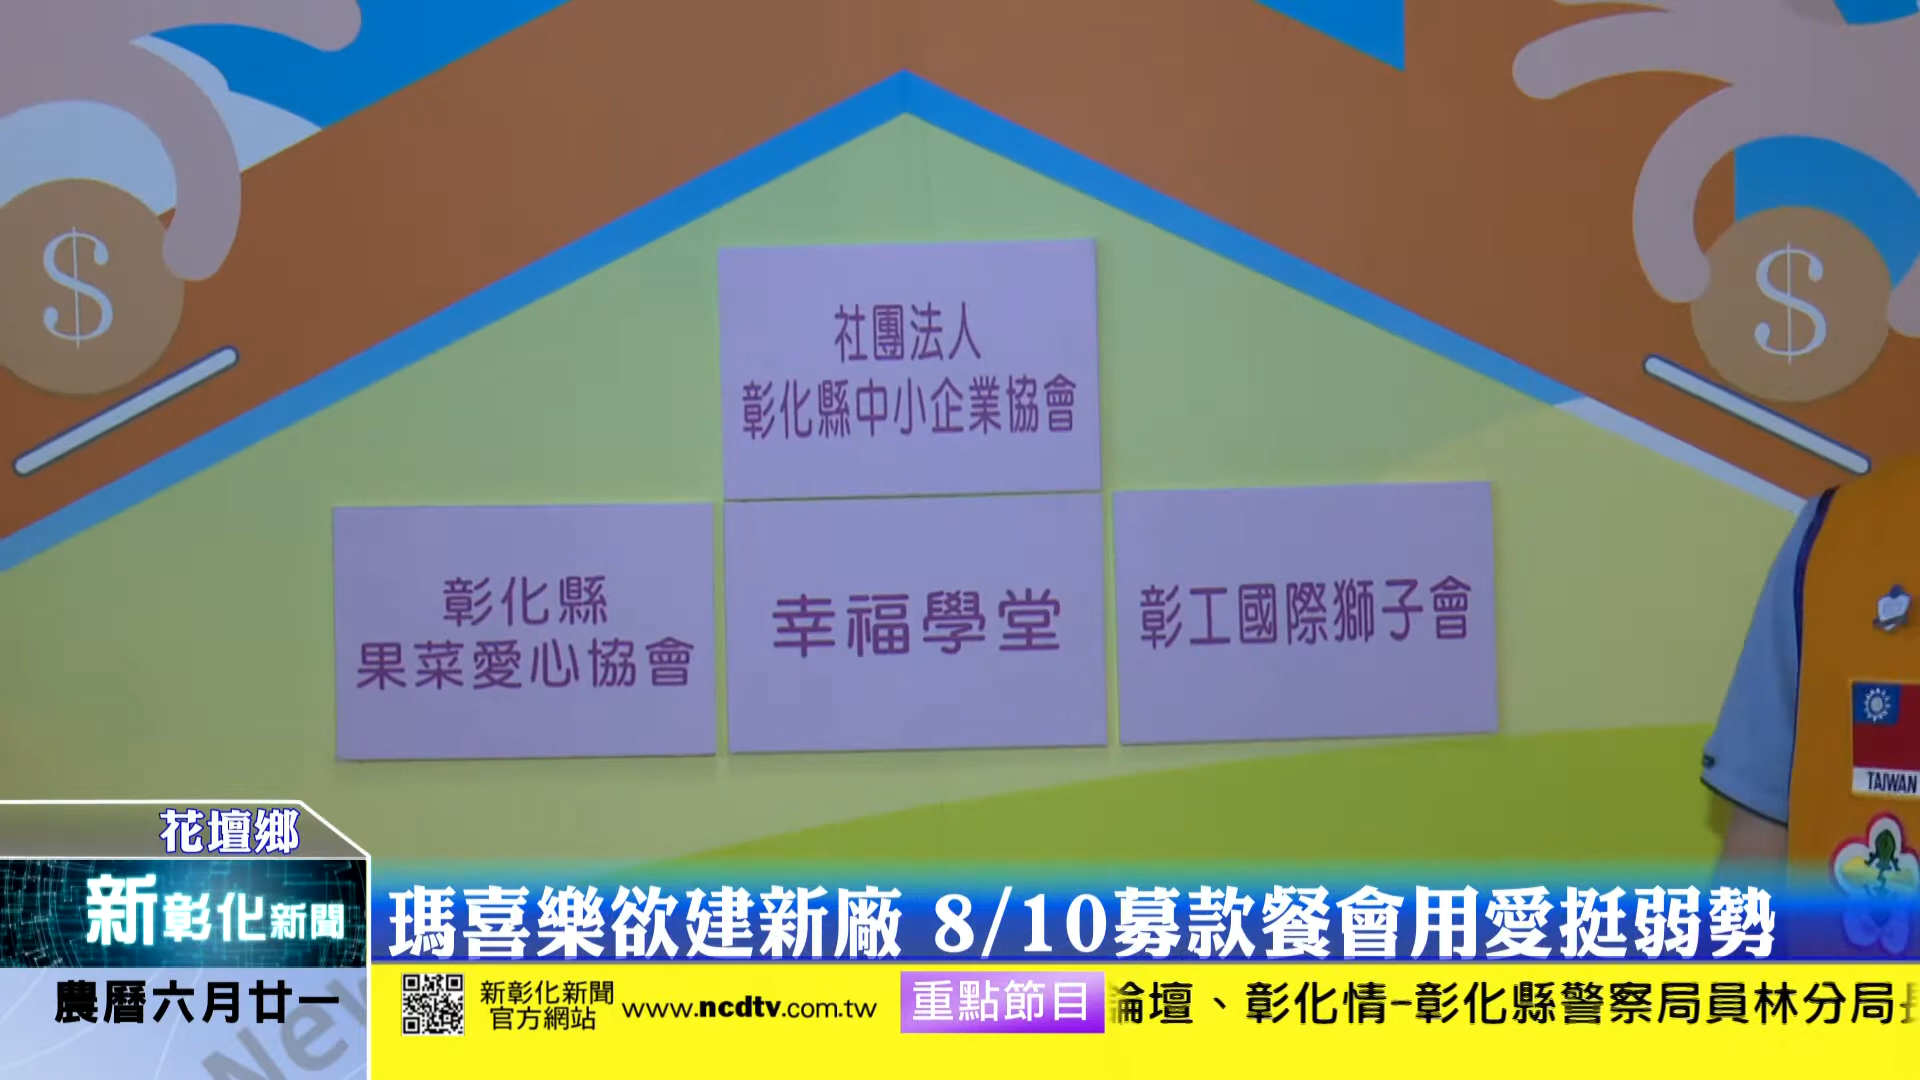 $
$
社團法人
彰化縣中小企業協會
彰化縣
果菜愛心協會
幸福學堂
彰工國際獅子會
TAIWAN
花壇鄉
新彰化新聞
瑪喜樂欲建新廠 8/10募款餐會用愛挺弱勢
農曆六月廿一
新彰化新聞
官方網站
www.ncdtv.com.tw
重點節目
論壇、彰化情-彰化縣警察局員林分局長